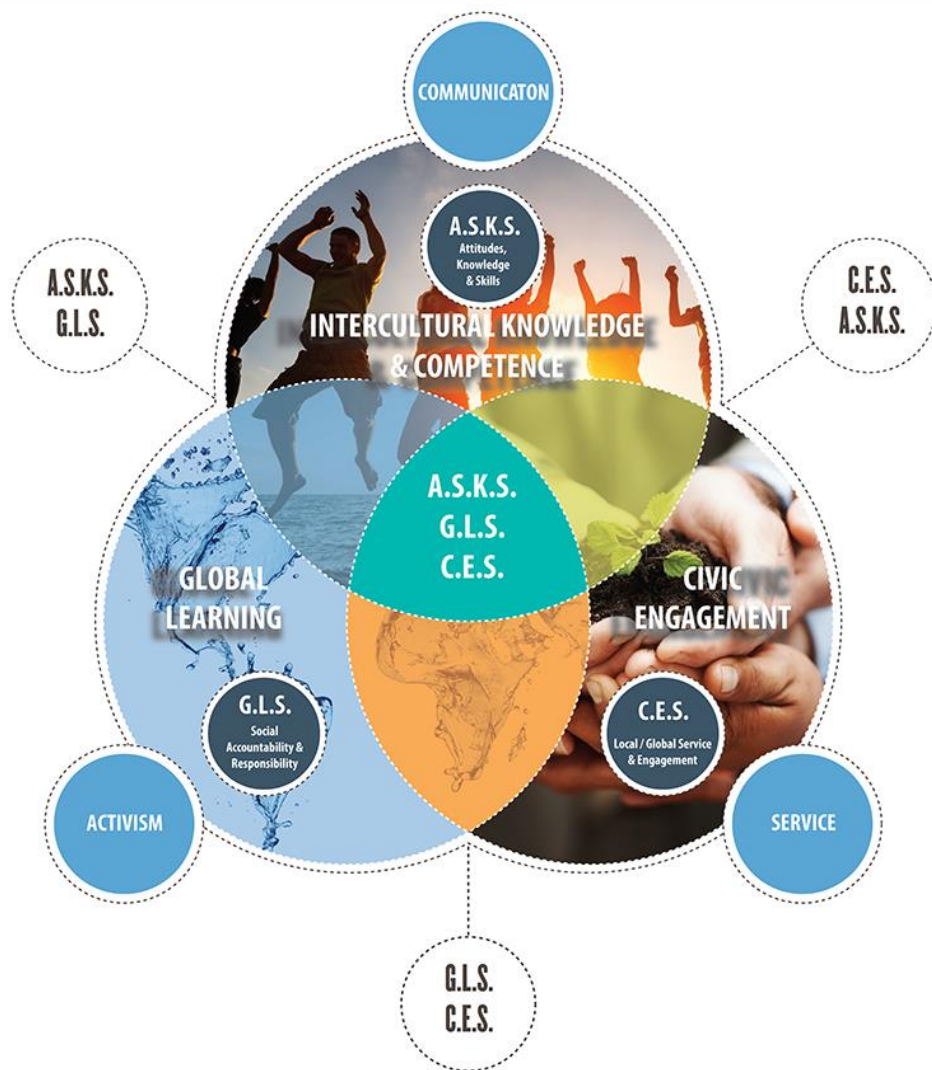 COMMUNICATON
A.S.K.S.
Attitudes,
Knowledge
& Skills
A.S.K.S.
G.L.S.
C.E.S.
A.S.K.S.
INTERCULTURAL KNOWLEDGE
& COMPETENCE
A.S.K.S.
G.L.S.
C.E.S.
GLOBAL
LEARNING
CIVIC
ENGAGEMENT
G.L.S.
Social
Accountability &
Responsibility
C.E.S.
Local / Global Service
& Engagement
ACTIVISM
SERVICE
G.L.S.
C.E.S.